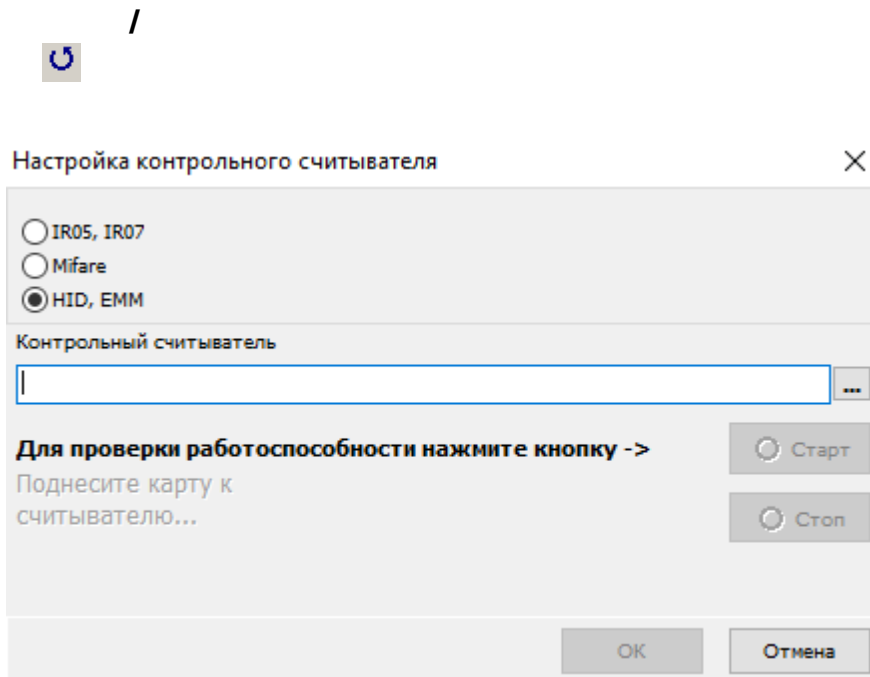 /
Настройка контрольного считывателя
IR05, IR07
Mifare
HID, EMM
Контрольный считыватель
...
Для проверки работоспособности нажмите кнопку ->
Старт
Поднесите карту к
считывателю...
Стоп
OK
Отмена